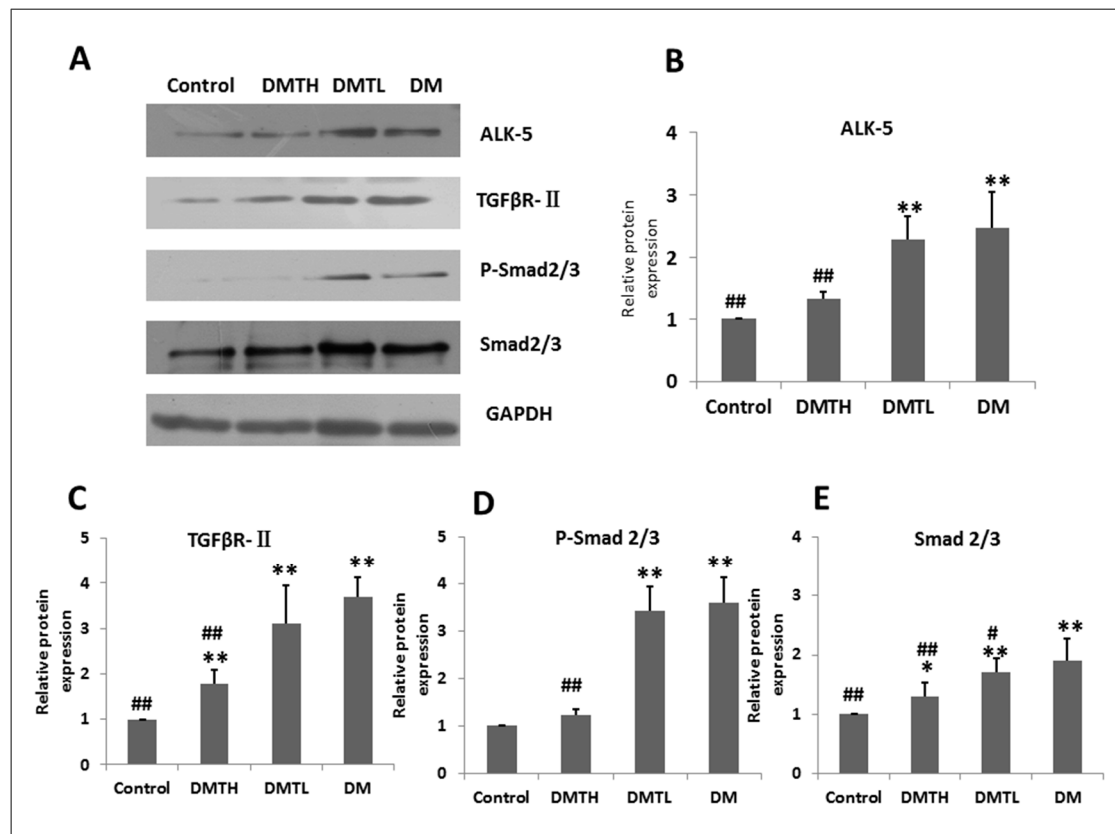 A
Control DMTH DMTL DM
ALK-5
TGFβR-Ⅱ
P-Smad2/3
Smad2/3
GAPDH
B
ALK-5
Relative protein
expression
4
3
2
1
0
**
**
##
##
Control DMTH DMTL DM
C
TGFβR-Ⅱ
Relative protein
expression
5
4
3
2
1
0
**
**
##
**
##
Control DMTH DMTL DM
D
P-Smad 2/3
Relative protein
expression
5
4
3
2
1
0
**
**
##
Control DMTH DMTL DM
E
Smad 2/3
Relative preotein
expression
4
3
2
1
0
**
#
**
##
*
##
Control DMTH DMTL DM